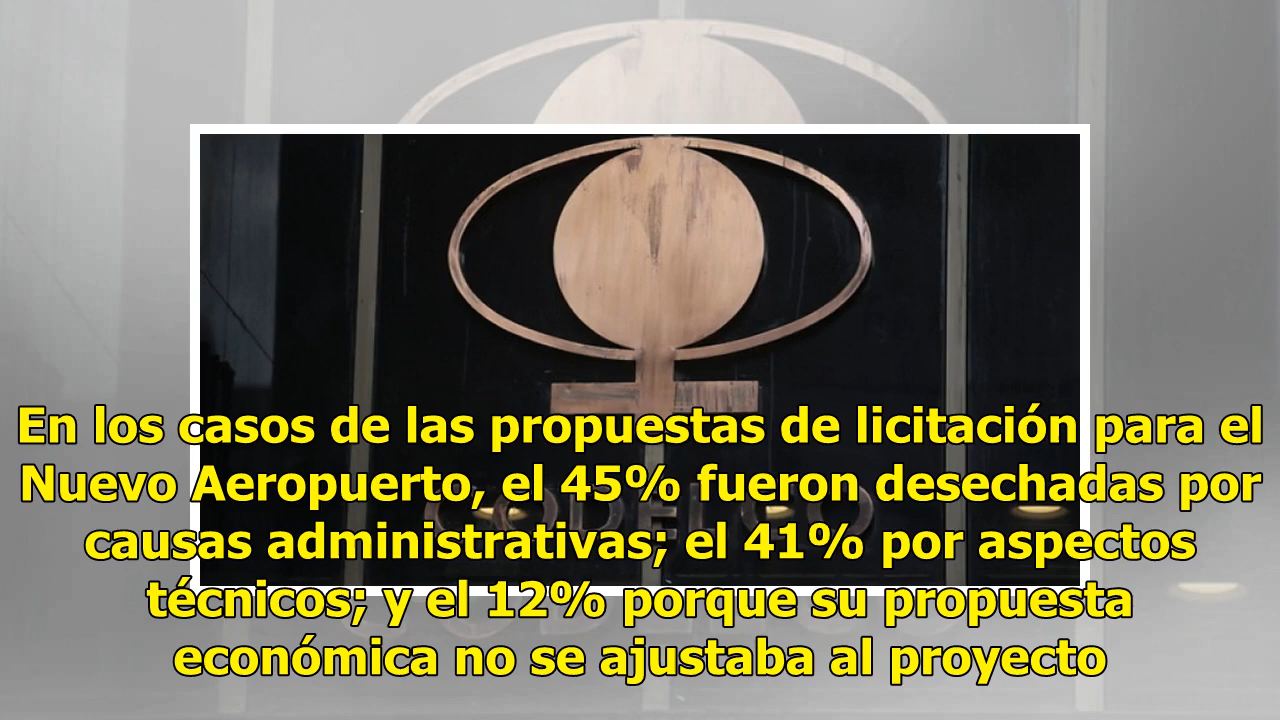 En los casos de las propuestas de licitación para el
Nuevo Aeropuerto, el 45% fueron desechadas por
causas administrativas; el 41% por aspectos
técnicos; y el 12% porque su propuesta
económica no se ajustaba al proyecto
CODELCO